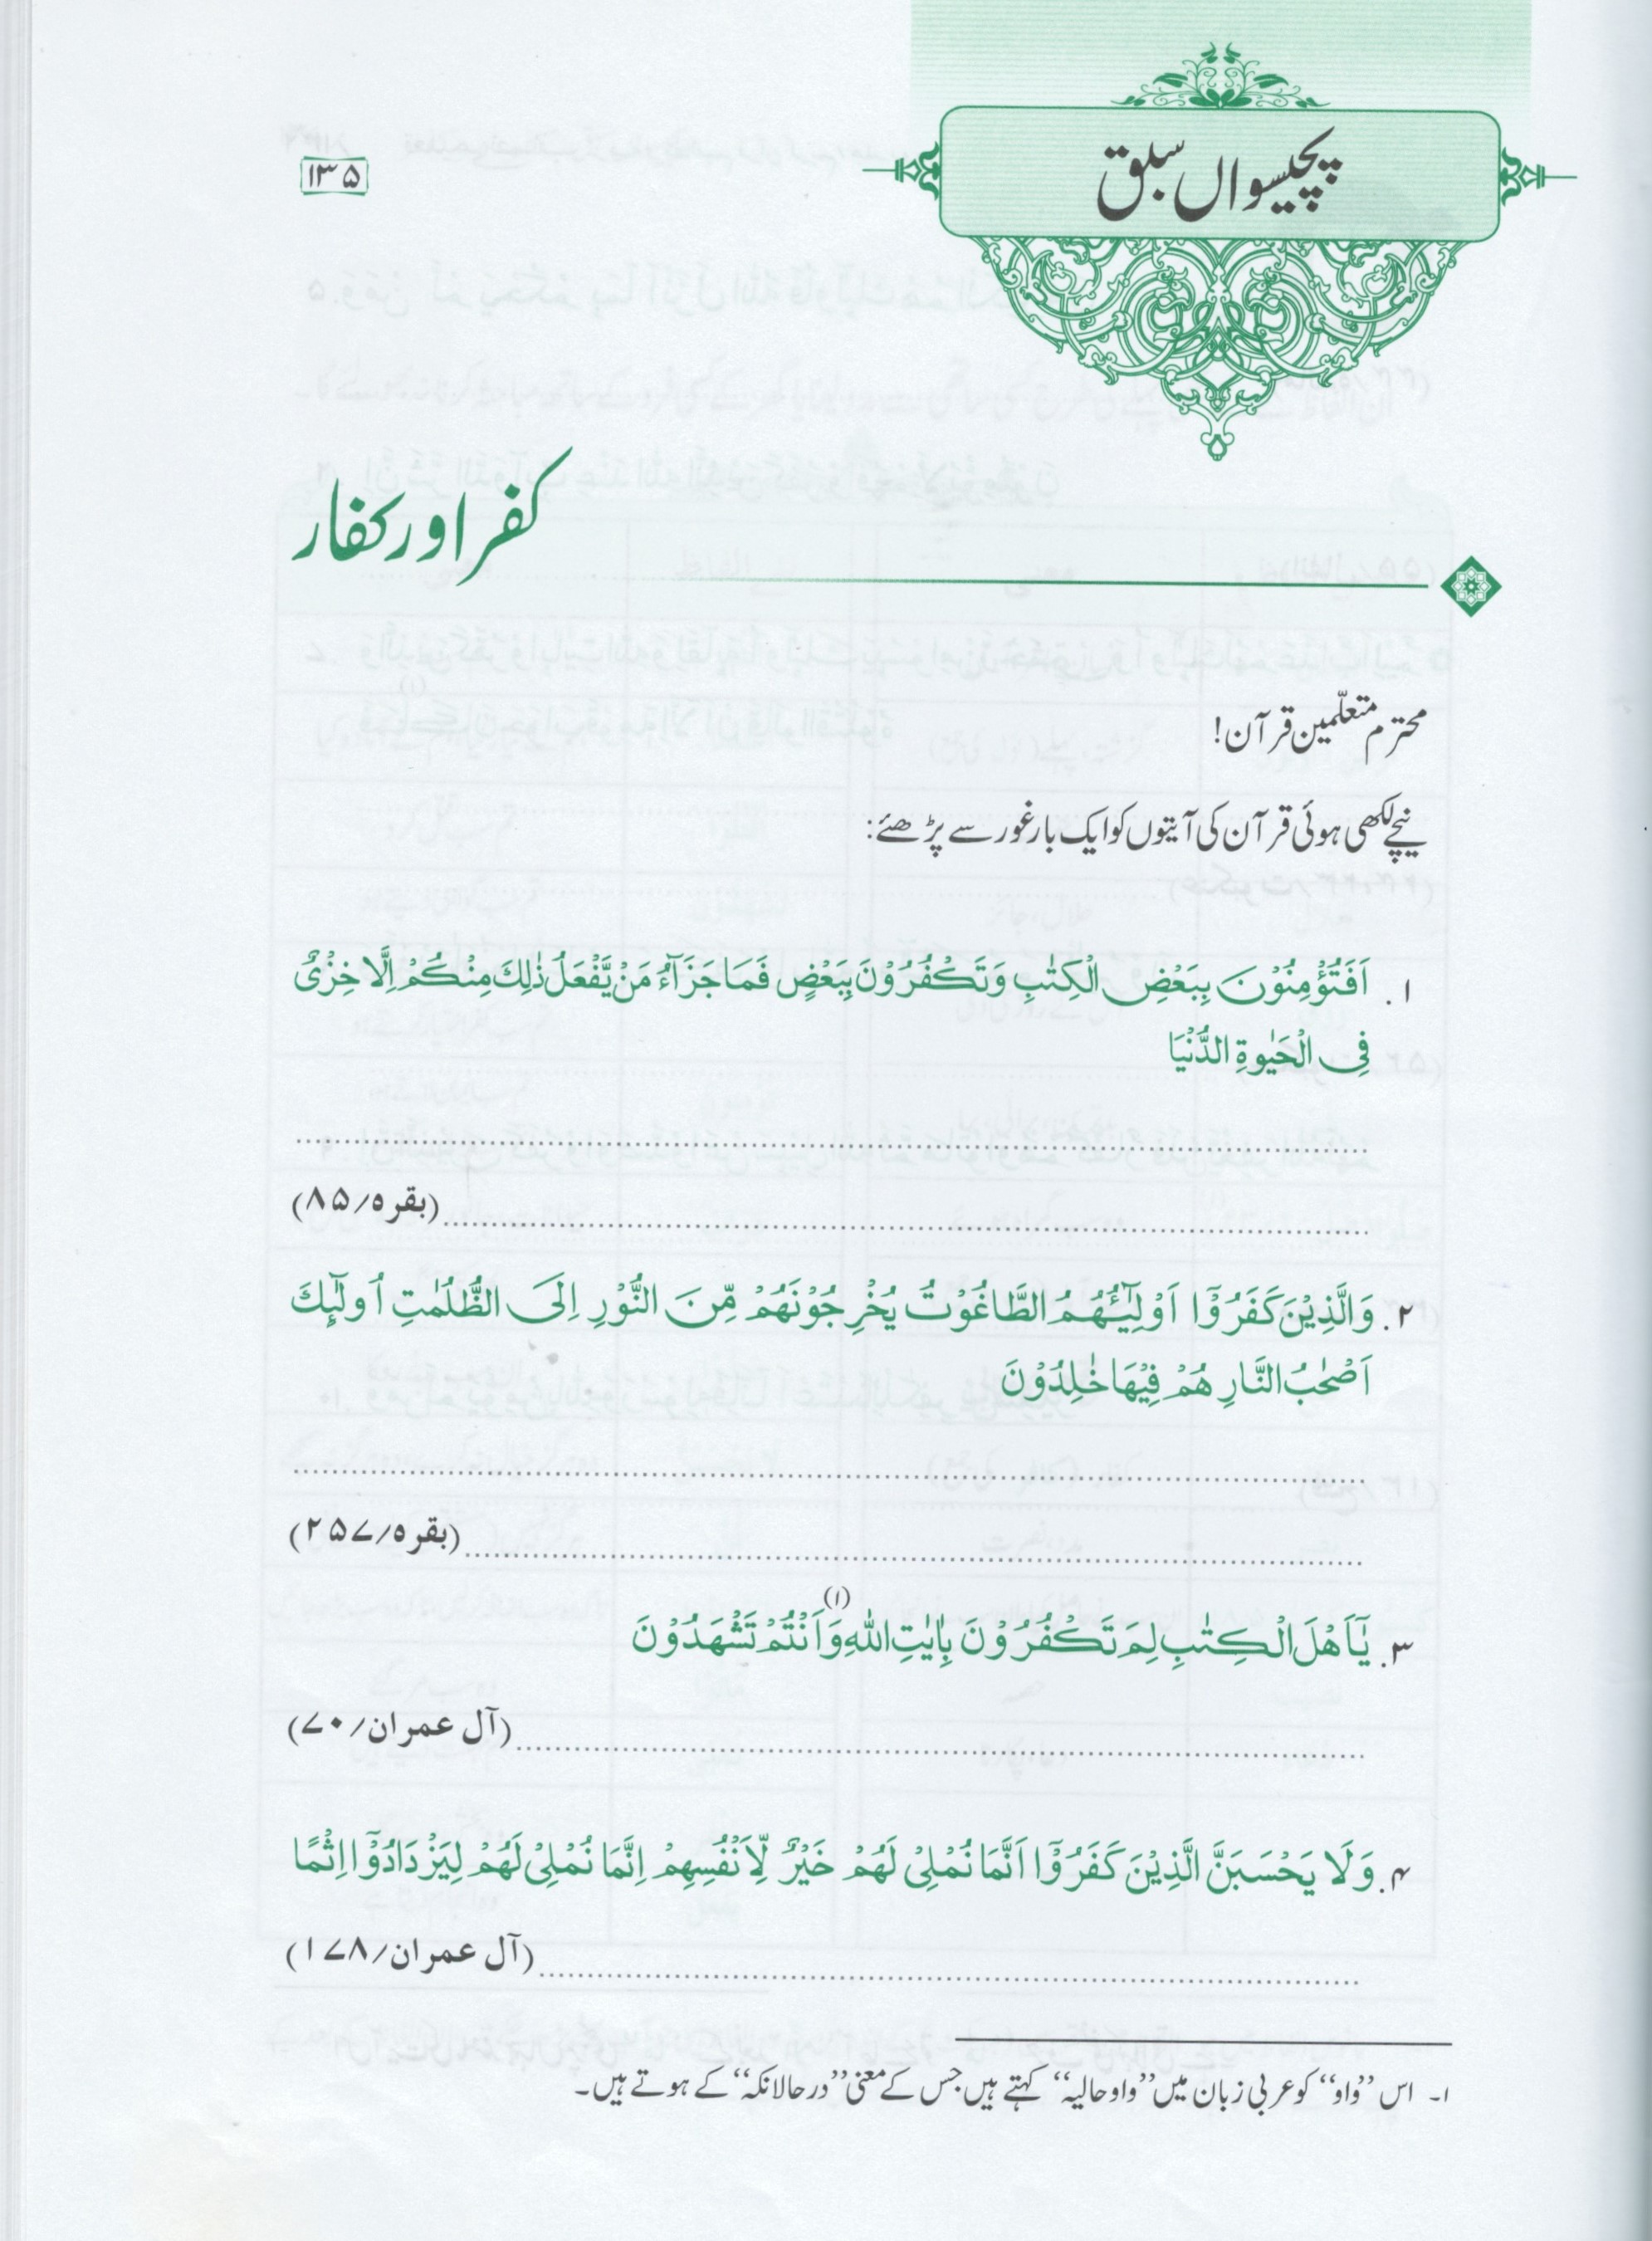 پچیسواں سبق
۱۳۵
کفر اور کفار
محترم متعلّمین قرآن!
نیچے لکھی ہوئی قرآن کی آیتوں کو ایک بار غور سے پڑھئے:
۱. اَفَتُؤْمِنُوْنَ بِبَعْضِ الْكِتٰبِ وَتَكْفُرُوْنَ بِبَعْضٍ فَمَا جَزَآءُ مَنْ يَّفْعَلُ ذٰلِكَ مِنْكُمْ اِلَّا خِزْیٌ
فِی الْحَيٰوةِ الدُّنْيَا
(بقرہ/۸۵)
۲. وَالَّذِيْنَ كَفَرُوْٓا اَوْلِيٰٓئُهُمُ الطَّاغُوْتُ يُخْرِجُوْنَهُمْ مِّنَ النُّوْرِ اِلَى الظُّلُمٰتِ اُولٰٓئِكَ
اَصْحٰبُ النَّارِ هُمْ فِيْهَا خٰلِدُوْنَ
(بقرہ/۲۵۷)
۳. يٰٓاَهْلَ الْكِتٰبِ لِمَ تَكْفُرُوْنَ بِاٰيٰتِ اللّٰهِ وَ(۱) اَنْتُمْ تَشْهَدُوْنَ
(آل عمران/۷۰)
۴. وَلَا يَحْسَبَنَّ الَّذِيْنَ كَفَرُوْٓا اَنَّمَا نُمْلِیْ لَهُمْ خَيْرٌ لِّاَنْفُسِهِمْ اِنَّمَا نُمْلِیْ لَهُمْ لِيَزْدَادُوْٓا اِثْمًا
(آل عمران/۱۷۸)
۱۔ اس ”واو“ کو عربی زبان میں ”واو حالیہ“ کہتے ہیں جس کے معنی ”درحالانکہ“ کے ہوتے ہیں۔